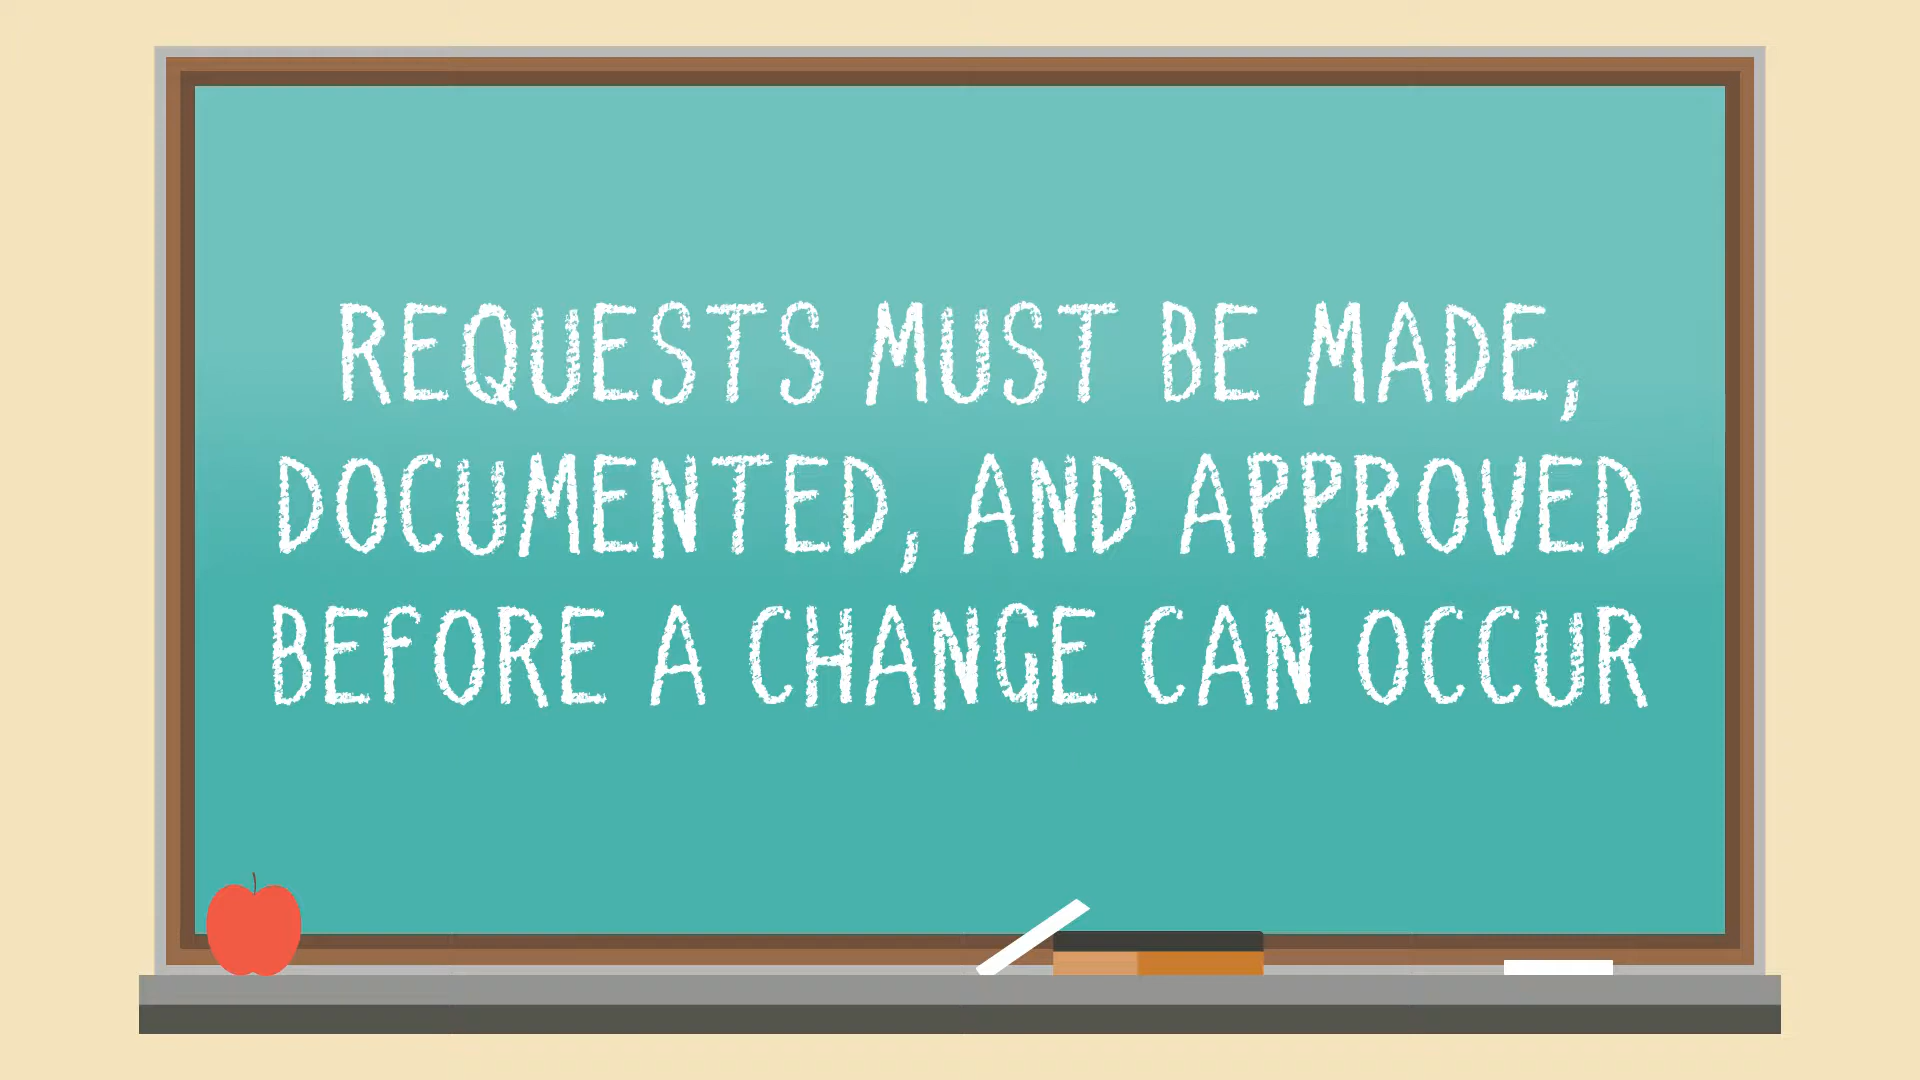 REQUESTS MUST BE MADE,
DOCUMENTED, AND APPROVED
BEFORE A CHANGE CAN OCCUR